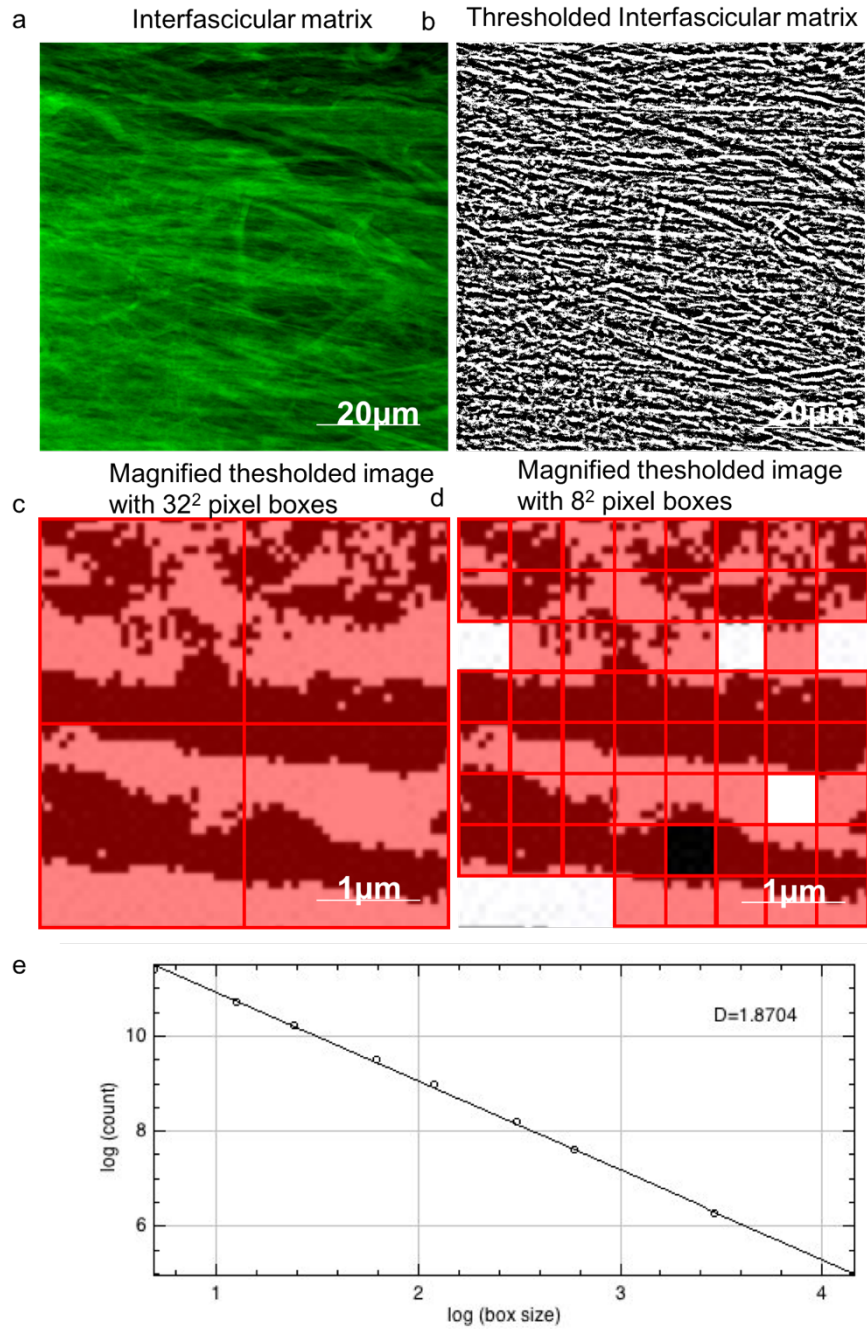 a
Interfascicular matrix
b
Thresholded Interfascicular matrix
20μm
20μm
c
Magnified thesholded image
with 32² pixel boxes
d
Magnified thesholded image
with 8² pixel boxes
1μm
1μm
e
D=1.8704
10
8
6
log (count)
1
2
3
4
log (box size)